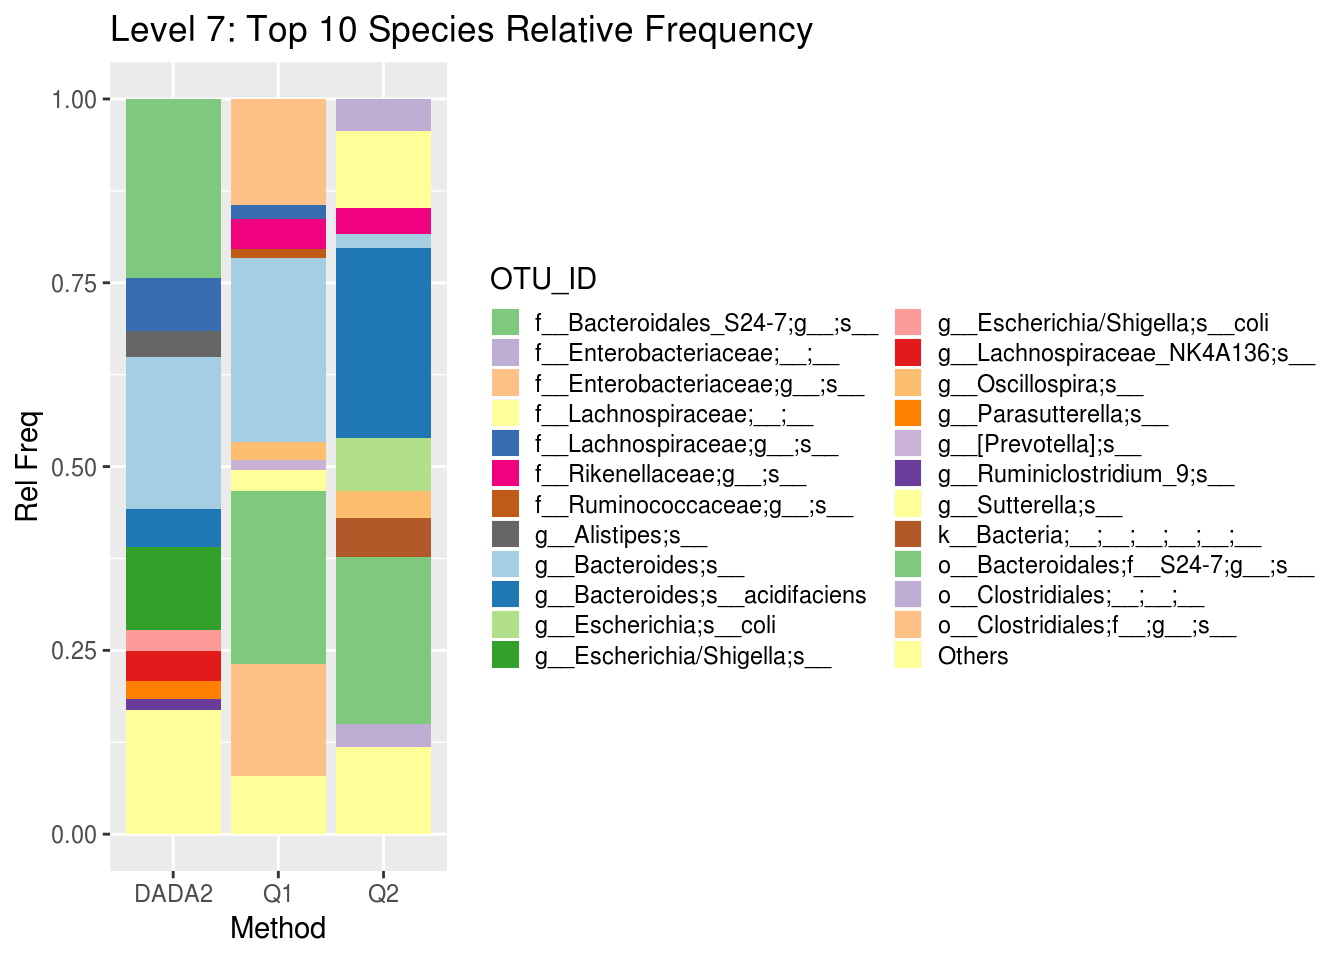 Level 7: Top 10 Species Relative Frequency
1.00
0.75
0.50
0.25
0.00
Rel Freq
DADA2 Q1 Q2
Method
OTU_ID
f__Bacteroidales_S24-7;g__;s__
f__Enterobacteriaceae;__;__
f__Enterobacteriaceae;g__;s__
f__Lachnospiraceae;__;__
f__Lachnospiraceae;g__;s__
f__Rikenellaceae;g__;s__
f__Ruminococcaceae;g__;s__
g__Alistipes;s__
g__Bacteroides;s__
g__Bacteroides;s__acidifaciens
g__Escherichia;s__coli
g__Escherichia/Shigella;s__
g__Escherichia/Shigella;s__coli
g__Lachnospiraceae_NK4A136;s__
g__Oscillospira;s__
g__Parasutterella;s__
g__[Prevotella];s__
g__Ruminiclostridium_9;s__
g__Sutterella;s__
k__Bacteria;__;__;__;__;__;__
o__Bacteroidales;f__S24-7;g__;s__
o__Clostridiales;__;__;__
o__Clostridiales;f__;g__;s__
Others